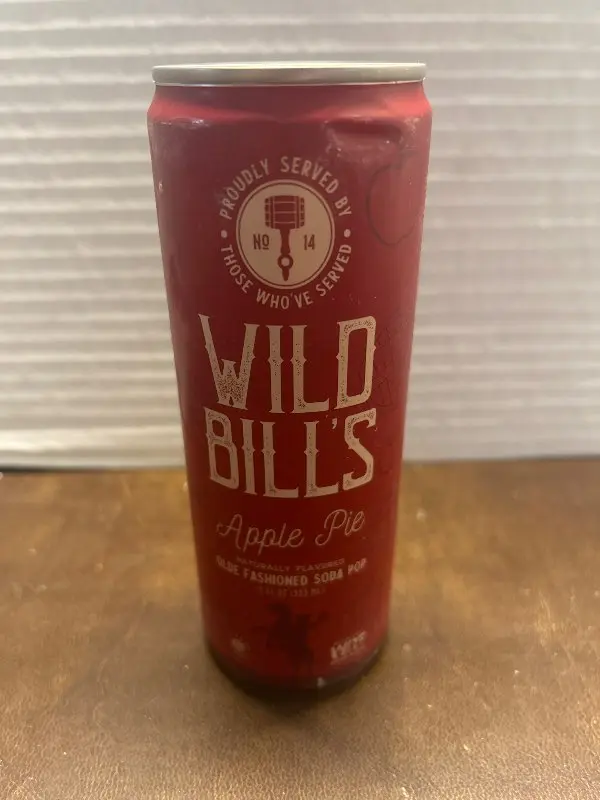 PROUDLY SERVED BY
Nº 14
THOSE WHO'VE SERVED
WILD
BILL'S
Apple Pie
NATURALLY FLAVORED
OLDE FASHIONED SODA POP